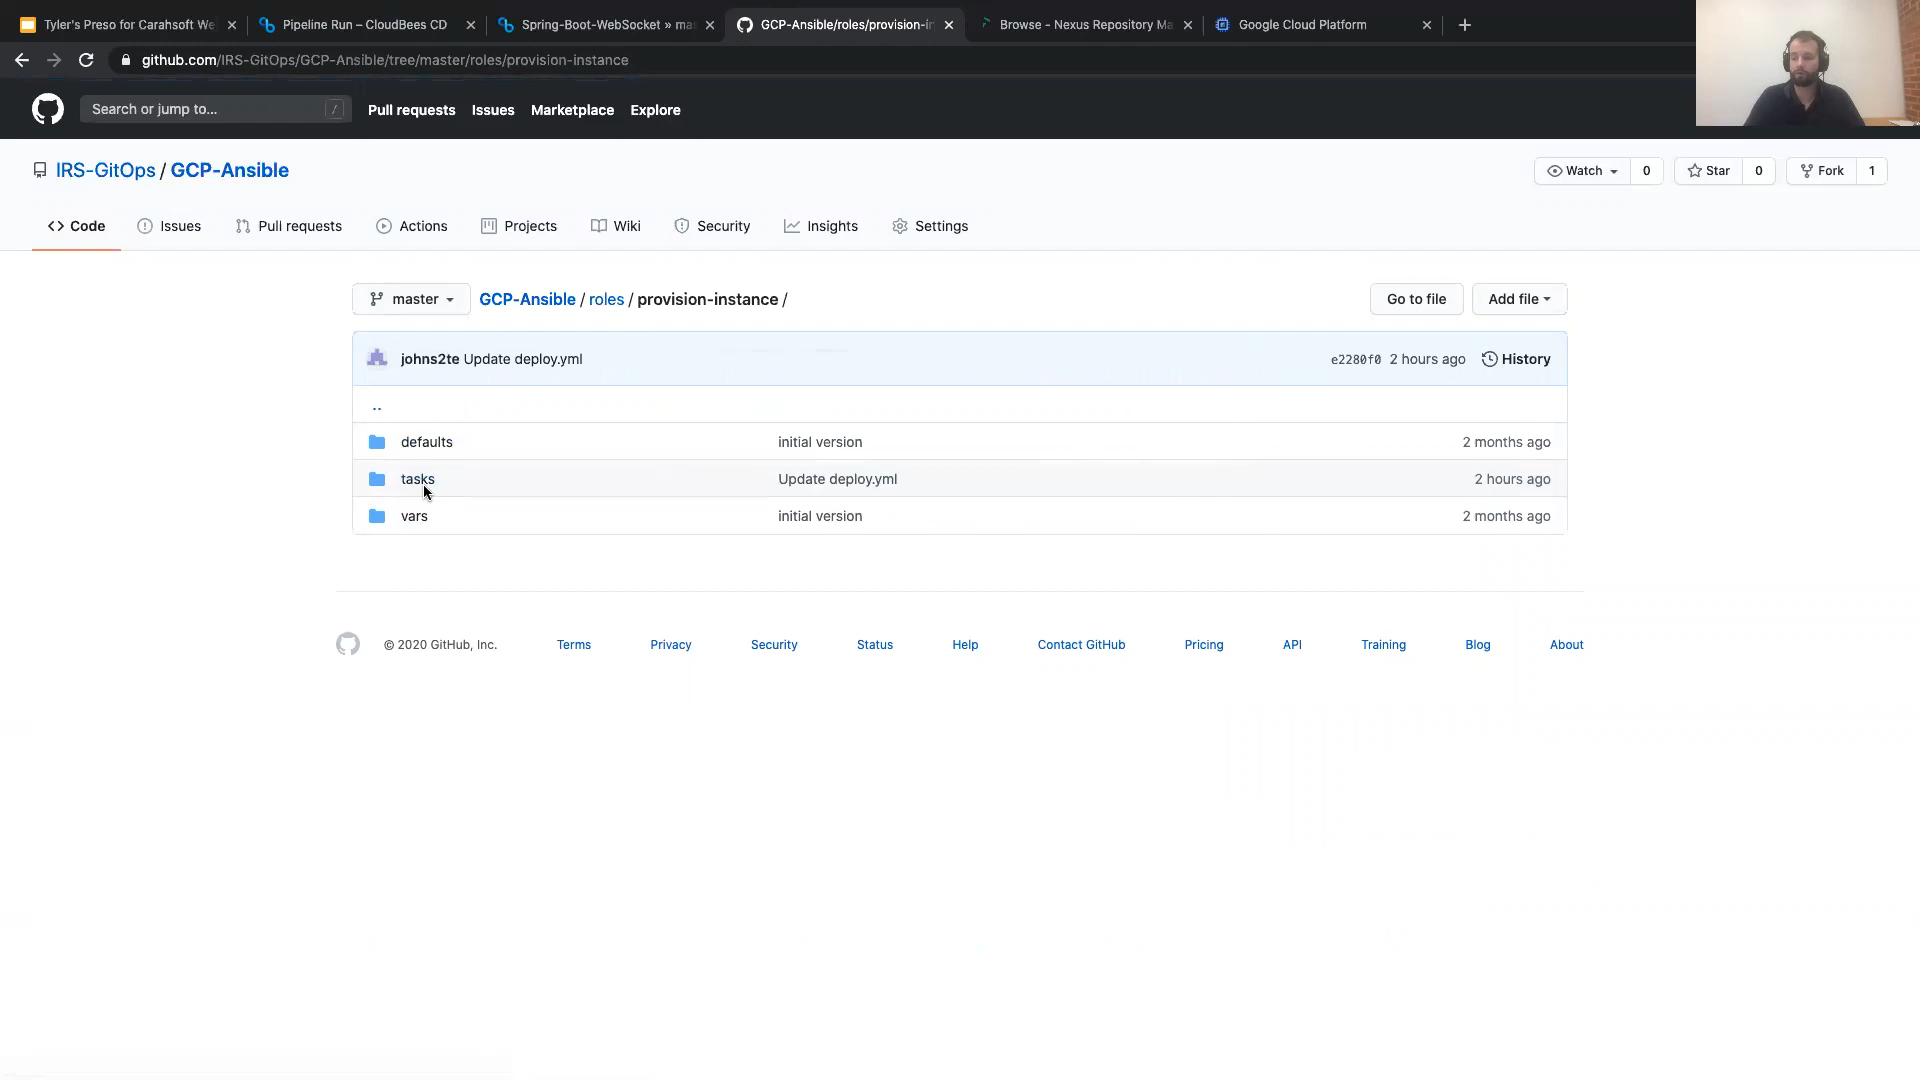 Tyler's Preso for Carahsoft We
Pipeline Run – CloudBees CD
Spring-Boot-WebSocket » mas
GCP-Ansible/roles/provision-in
Browse - Nexus Repository Ma
Google Cloud Platform
github.com/IRS-GitOps/GCP-Ansible/tree/master/roles/provision-instance
Search or jump to... /
Pull requests
Issues
Marketplace
Explore
IRS-GitOps / GCP-Ansible
Watch 0
Star 0
Fork 1
<> Code
Issues
Pull requests
Actions
Projects
Wiki
Security
Insights
Settings
master
GCP-Ansible / roles / provision-instance /
Go to file
Add file
johns2te Update deploy.yml
e2280f0 2 hours ago
History
..
defaults initial version 2 months ago
tasks Update deploy.yml 2 hours ago
vars initial version 2 months ago
© 2020 GitHub, Inc.
Terms
Privacy
Security
Status
Help
Contact GitHub
Pricing
API
Training
Blog
About